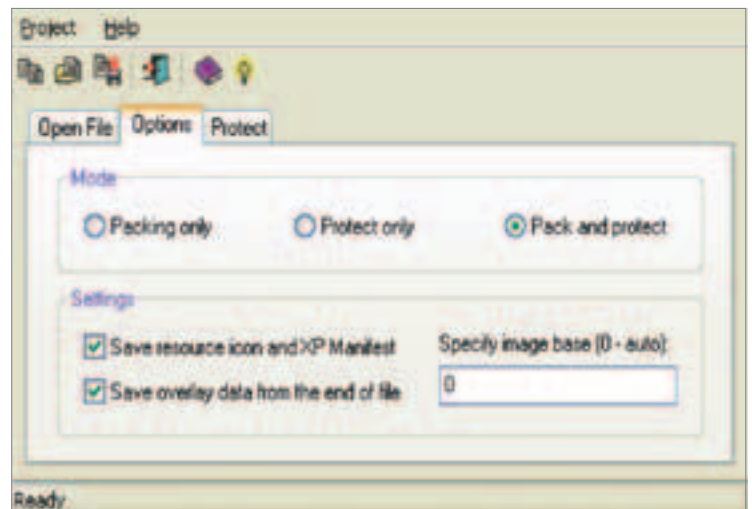 Project Help
Open File Options Protect
Mode
Packing only Protect only Pack and protect
Settings
Save resource icon and XP Manifest Specify image base (0 - auto):
Save overlay data from the end of file 0
Ready